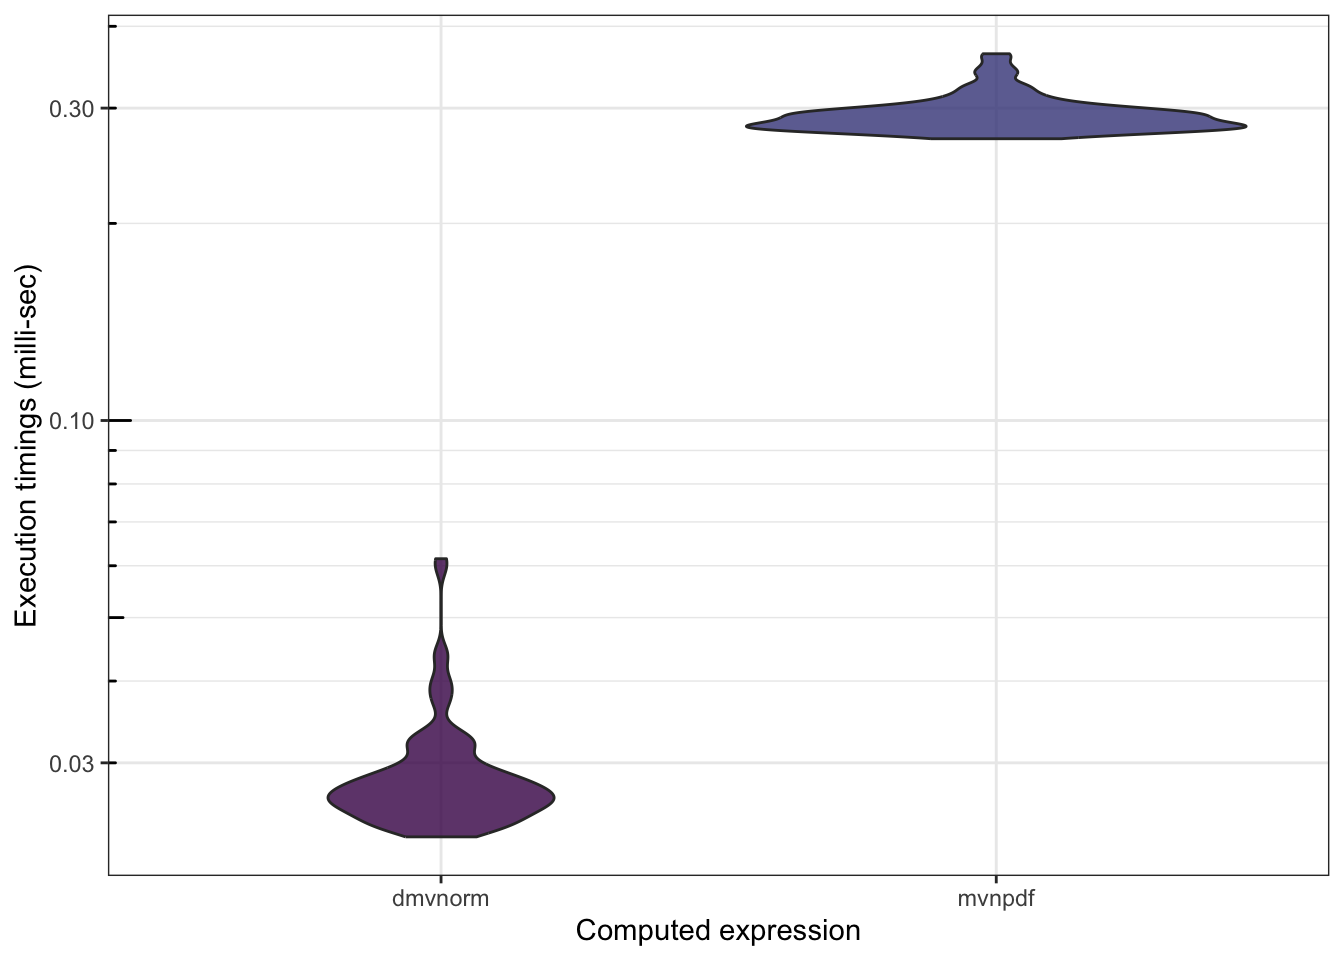 Execution timings (milli-sec)
0.30
0.10
0.03
dmvnorm
mvnpdf
Computed expression